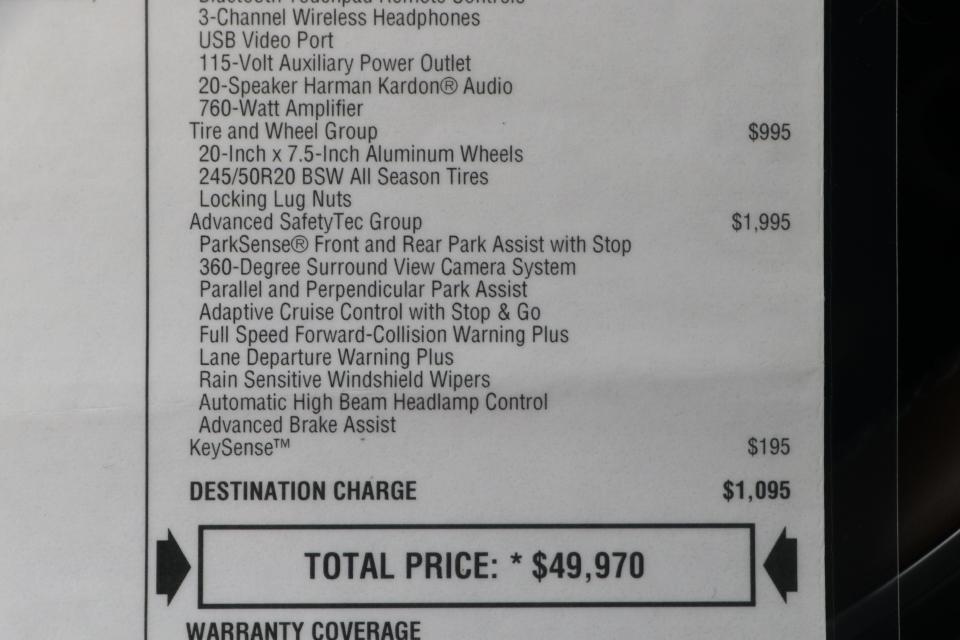 Bluetooth Touchpad Remote Controls
3-Channel Wireless Headphones
USB Video Port
115-Volt Auxiliary Power Outlet
20-Speaker Harman Kardon® Audio
760-Watt Amplifier
Tire and Wheel Group $995
20-Inch x 7.5-Inch Aluminum Wheels
245/50R20 BSW All Season Tires
Locking Lug Nuts
Advanced SafetyTec Group $1,995
ParkSense® Front and Rear Park Assist with Stop
360-Degree Surround View Camera System
Parallel and Perpendicular Park Assist
Adaptive Cruise Control with Stop & Go
Full Speed Forward-Collision Warning Plus
Lane Departure Warning Plus
Rain Sensitive Windshield Wipers
Automatic High Beam Headlamp Control
Advanced Brake Assist
KeySense™ $195
DESTINATION CHARGE $1,095
TOTAL PRICE: * $49,970
WARRANTY COVERAGE